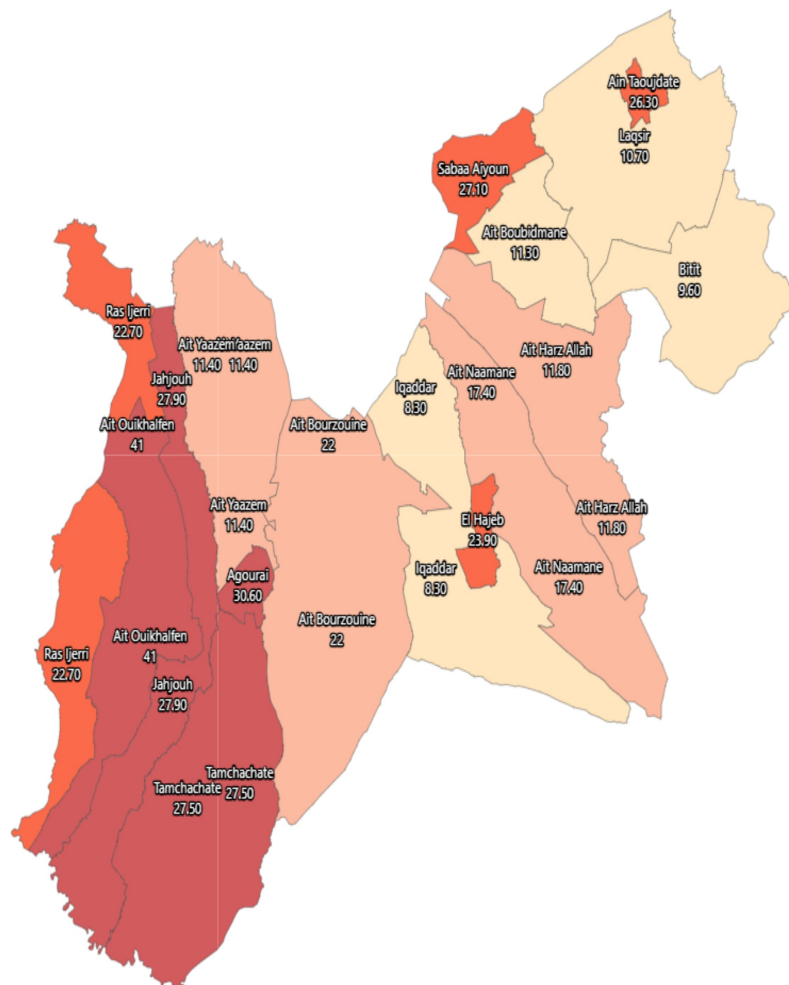 Ain Taoujdate
26.30
Laqsir
10.70
Sabaa Aiyoun
27.10
Ait Boubidmane
11.30
Bitit
9.60
Ras Ijerri
22.70
Ait Yaazem
11.40
Yaazem
11.40
Ait Harz Allah
11.80
Ait Naamane
17.40
Jahjouh
27.90
Iqaddar
8.30
Ait Ouikhalfen
41
Ait Bourzouine
22
Ait Yaazem
11.40
Ait Harz Allah
11.80
El Hajeb
23.90
Agourai
30.60
Iqaddar
8.30
Ait Naamane
17.40
Ait Bourzouine
22
Ait Ouikhalfen
41
Ras Ijerri
22.70
Jahjouh
27.90
Tamchachate
27.50
Tamchachate
27.50